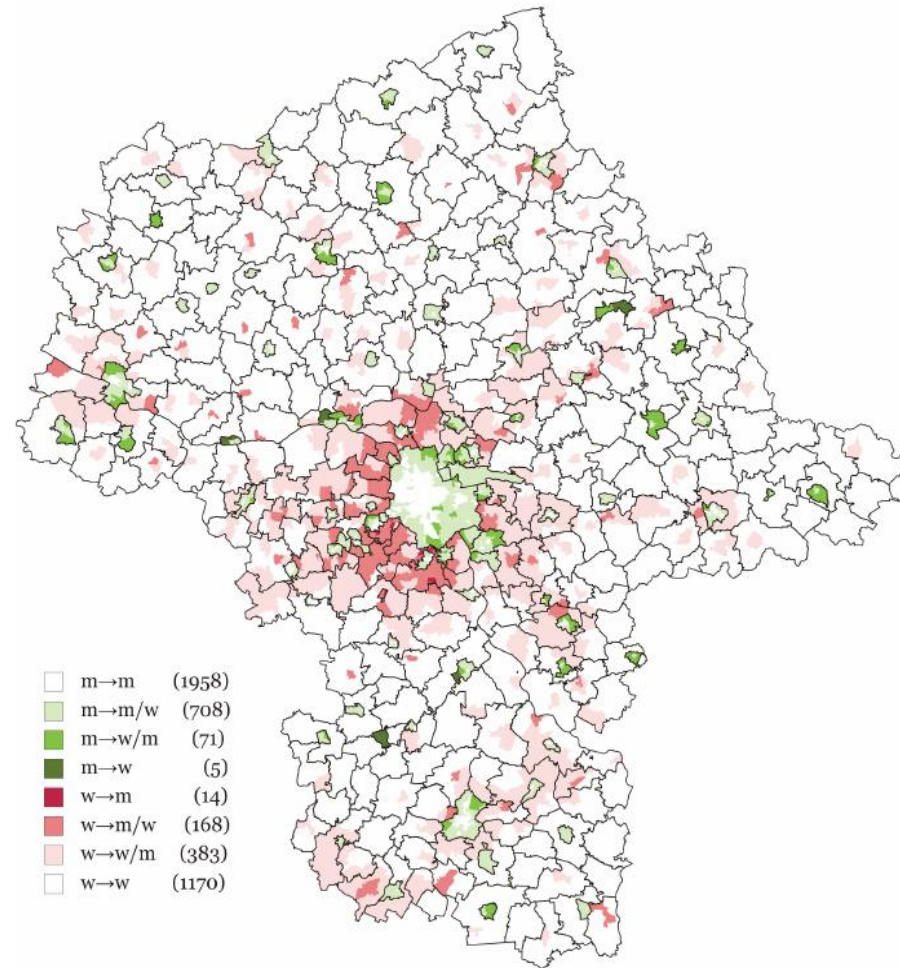 m→m (1958)
m→m/w (708)
m→w/m (71)
m→w (5)
w→m (14)
w→m/w (168)
w→w/m (383)
w→w (1170)